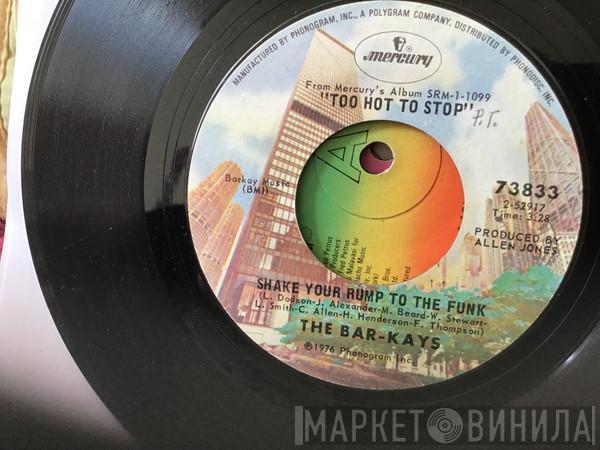 MANUFACTURED BY PHONOGRAM, INC., A POLYGRAM COMPANY, DISTRIBUTED BY PHONODISC, INC.
mercury
From Mercury's Album SRM-1-1099
"TOO HOT TO STOP"
P.T.
Barkay Music
(BMI)
73833
2-52917
Time: 3:28
PRODUCED BY
ALLEN JONES
A
SHAKE YOUR RUMP TO THE FUNK
(L. Dodson-J. Alexander-M. Beard-W. Stewart-
L. Smith-C. Allen-H. Henderson-F. Thompson)
THE BAR-KAYS
℗1976 Phonogram Inc.
МАРКЕТ ВИНИЛА